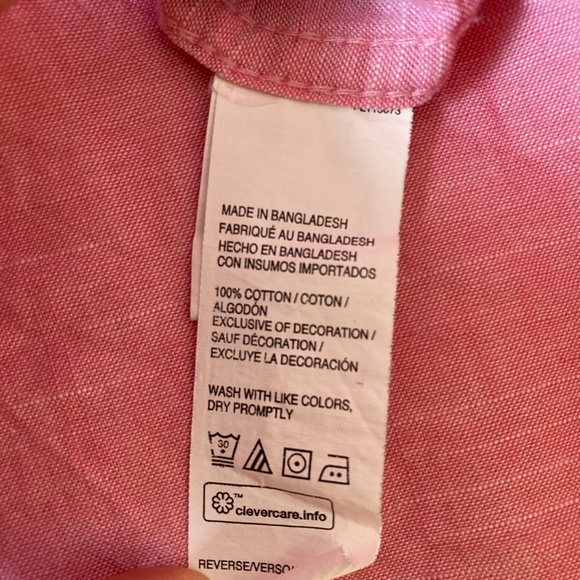 MADE IN BANGLADESH
FABRIQUÉ AU BANGLADESH
HECHO EN BANGLADESH
CON INSUMOS IMPORTADOS
100% COTTON / COTON /
ALGODÓN
EXCLUSIVE OF DECORATION /
SAUF DÉCORATION /
EXCLUYE LA DECORACIÓN
WASH WITH LIKE COLORS,
DRY PROMPTLY
30
™
clevercare.info
REVERSE/VERSO/